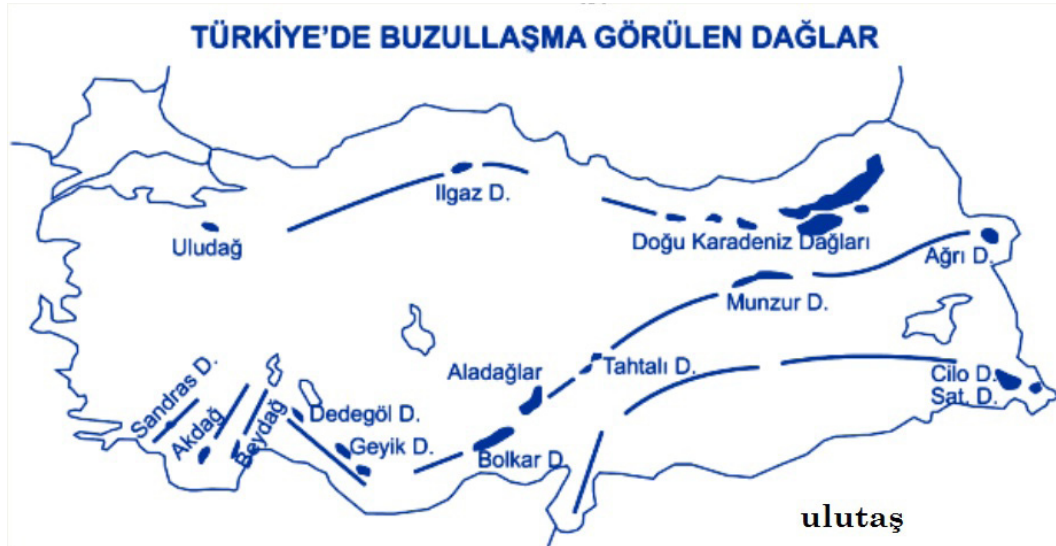 TÜRKİYE'DE BUZULLAŞMA GÖRÜLEN DAĞLAR
Ilgaz D.
Uludağ
Doğu Karadeniz Dağları
Ağrı D.
Munzur D.
Aladağlar
Tahtalı D.
Cilo D.
Sat. D.
Sandras D.
Akdağ
Beydağ
Dedegöl D.
Geyik D.
Bolkar D.
ulutaş